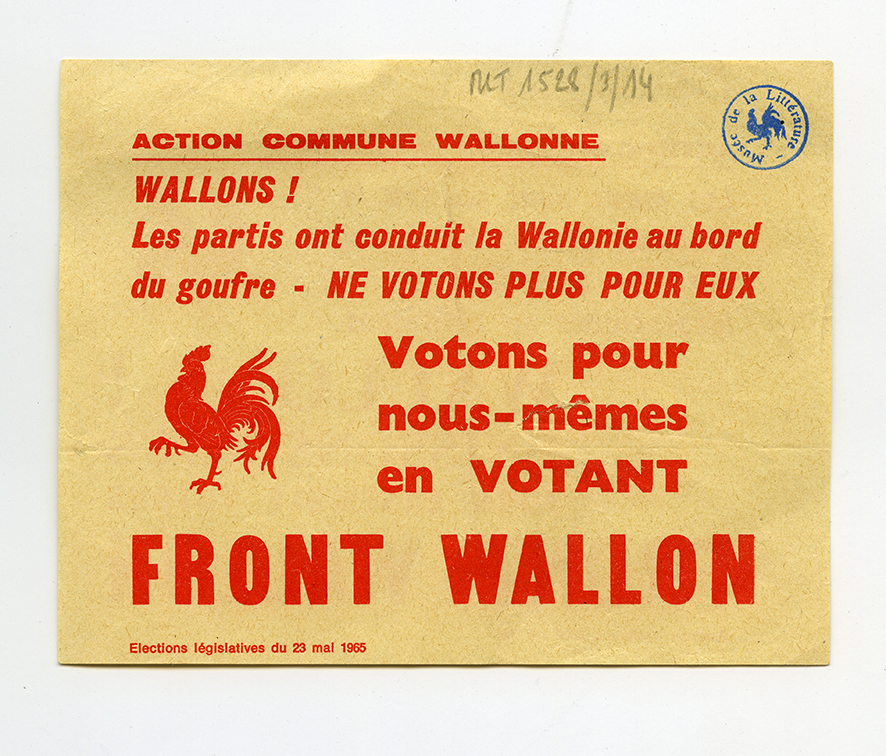 MLT 1528/3/14
Musée de la Littérature -
ACTION COMMUNE WALLONNE
WALLONS !
Les partis ont conduit la Wallonie au bord
du goufre - NE VOTONS PLUS POUR EUX
Votons pour
nous-mêmes
en VOTANT
FRONT WALLON
Elections législatives du 23 mai 1965